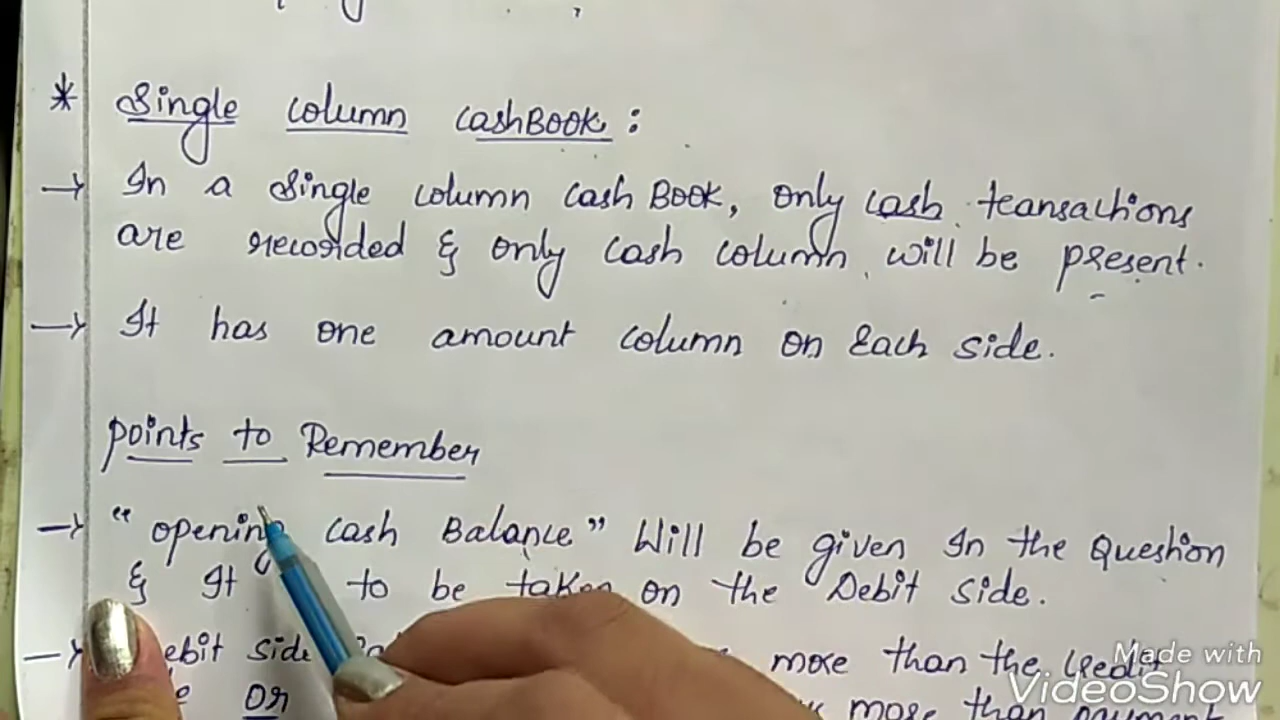 * Single column cashBook :
→ In a single column cash Book, only cash transactions
are recorded & only cash column will be present.
→ It has one amount column on Each side.
points to Remember
→ "opening cash Balance" Will be given In the Question
& It to be taken on the Debit side.
→ Debit side more than the credit
OR more than payment
Made with
VideoShow